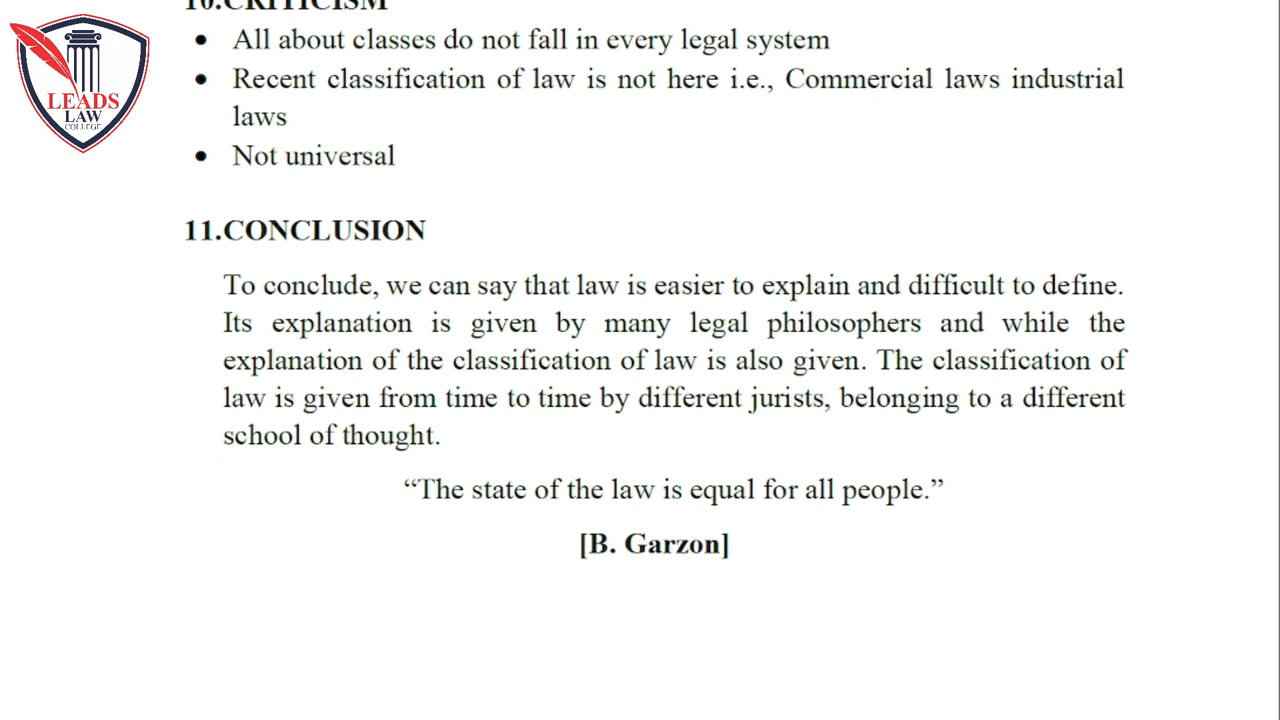 10.CRITICISM
• All about classes do not fall in every legal system
• Recent classification of law is not here i.e., Commercial laws industrial
laws
• Not universal
LEADS
LAW
COLLEGE
11.CONCLUSION
To conclude, we can say that law is easier to explain and difficult to define.
Its explanation is given by many legal philosophers and while the
explanation of the classification of law is also given. The classification of
law is given from time to time by different jurists, belonging to a different
school of thought.
“The state of the law is equal for all people.”
[B. Garzon]